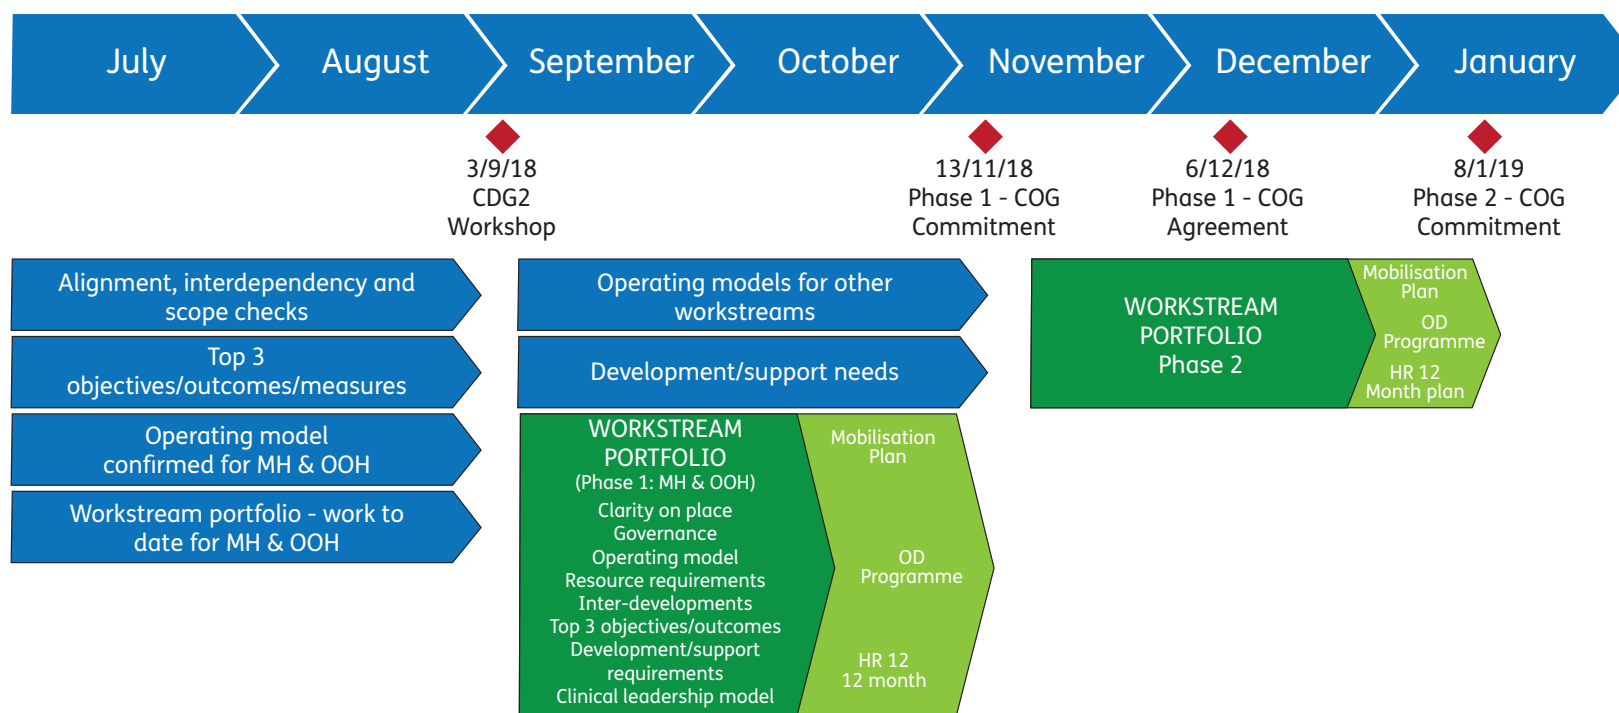 July
August
September
October
November
December
January
3/9/18
CDG2
Workshop
13/11/18
Phase 1 - COG
Commitment
6/12/18
Phase 1 - COG
Agreement
8/1/19
Phase 2 - COG
Commitment
Alignment, interdependency and
scope checks
Top 3
objectives/outcomes/measures
Operating model
confirmed for MH & OOH
Workstream portfolio - work to
date for MH & OOH
Operating models for other
workstreams
Development/support needs
WORKSTREAM
PORTFOLIO
(Phase 1: MH & OOH)
Clarity on place
Governance
Operating model
Resource requirements
Inter-developments
Top 3 objectives/outcomes
Development/support
requirements
Clinical leadership model
Mobilisation
Plan
OD
Programme
HR 12
12 month
WORKSTREAM
PORTFOLIO
Phase 2
Mobilisation
Plan
OD
Programme
HR 12
Month plan